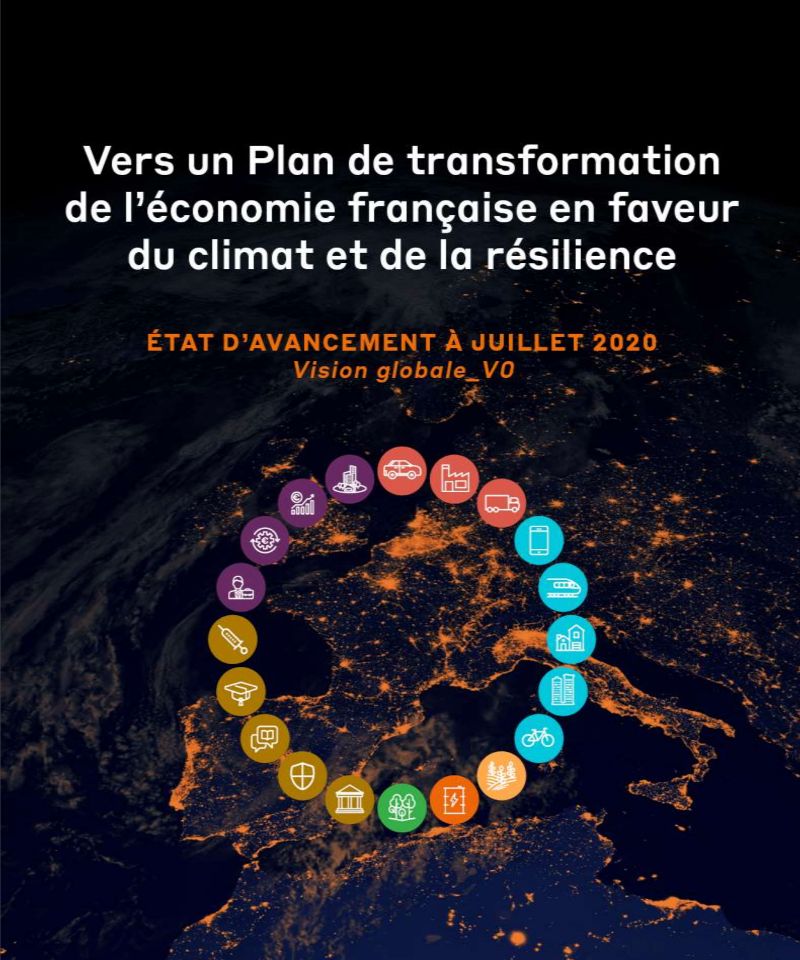 Vers un Plan de transformation
de l'économie française en faveur
du climat et de la résilience
ÉTAT D'AVANCEMENT À JUILLET 2020
Vision globale_V0